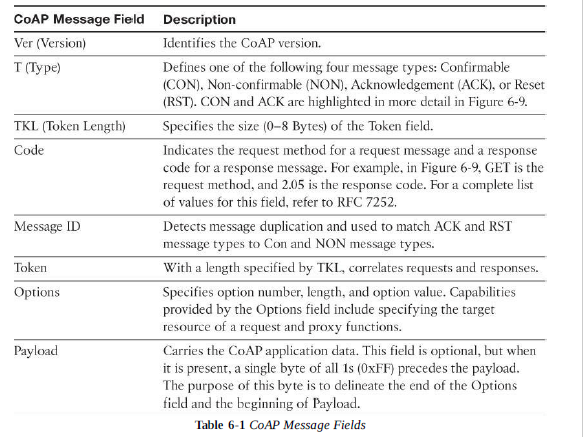 CoAP Message Field Description
Ver (Version) Identifies the CoAP version.
T (Type) Defines one of the following four message types: Confirmable
(CON), Non-confirmable (NON), Acknowledgement (ACK), or Reset
(RST). CON and ACK are highlighted in more detail in Figure 6-9.
TKL (Token Length) Specifies the size (0–8 Bytes) of the Token field.
Code Indicates the request method for a request message and a response
code for a response message. For example, in Figure 6-9, GET is the
request method, and 2.05 is the response code. For a complete list
of values for this field, refer to RFC 7252.
Message ID Detects message duplication and used to match ACK and RST
message types to Con and NON message types.
Token With a length specified by TKL, correlates requests and responses.
Options Specifies option number, length, and option value. Capabilities
provided by the Options field include specifying the target
resource of a request and proxy functions.
Payload Carries the CoAP application data. This field is optional, but when
it is present, a single byte of all 1s (0xFF) precedes the payload.
The purpose of this byte is to delineate the end of the Options
field and the beginning of Payload.
Table 6-1 CoAP Message Fields